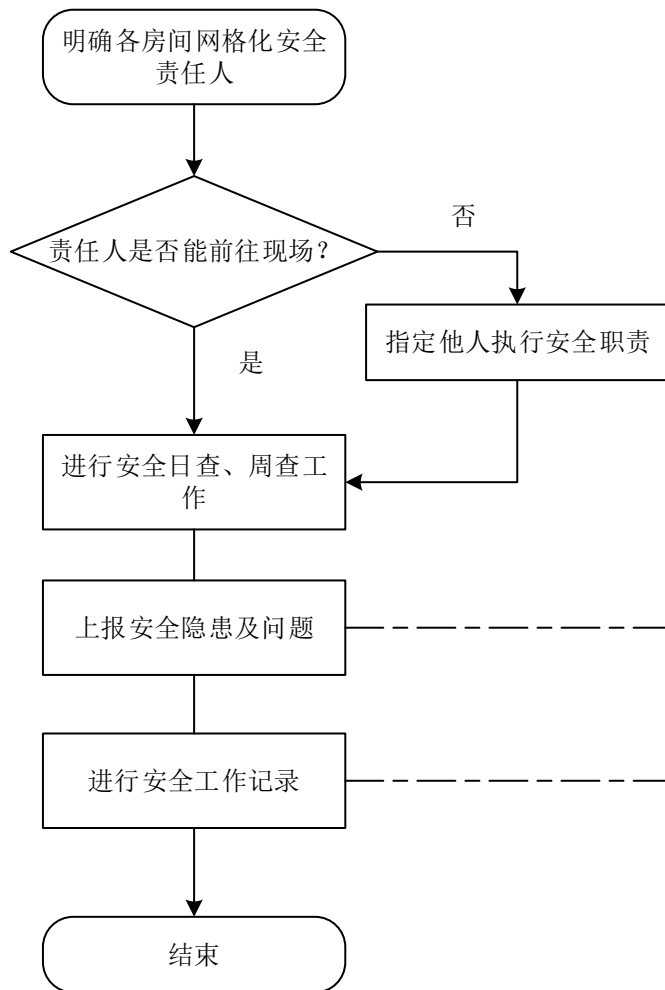 明确各房间网格化安全
责任人
责任人是否能前往现场？
否
指定他人执行安全职责
是
进行安全日查、周查工
作
上报安全隐患及问题
进行安全工作记录
结束